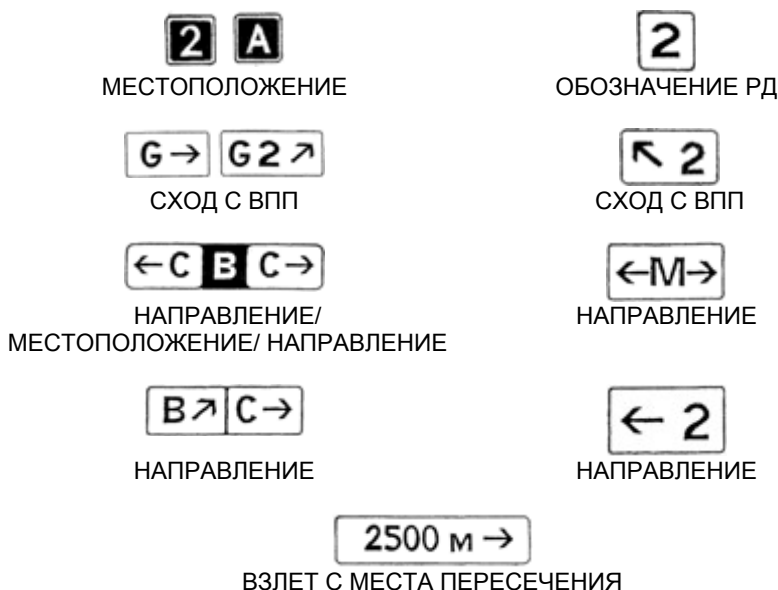 2 A 2
МЕСТОПОЛОЖЕНИЕ ОБОЗНАЧЕНИЕ РД
G→ G2↗ ↖ 2
СХОД С ВПП СХОД С ВПП
←C B C→ ←M→
НАПРАВЛЕНИЕ/ НАПРАВЛЕНИЕ
МЕСТОПОЛОЖЕНИЕ/ НАПРАВЛЕНИЕ
B↗ C→ ← 2
НАПРАВЛЕНИЕ НАПРАВЛЕНИЕ
2500 м →
ВЗЛЕТ С МЕСТА ПЕРЕСЕЧЕНИЯ